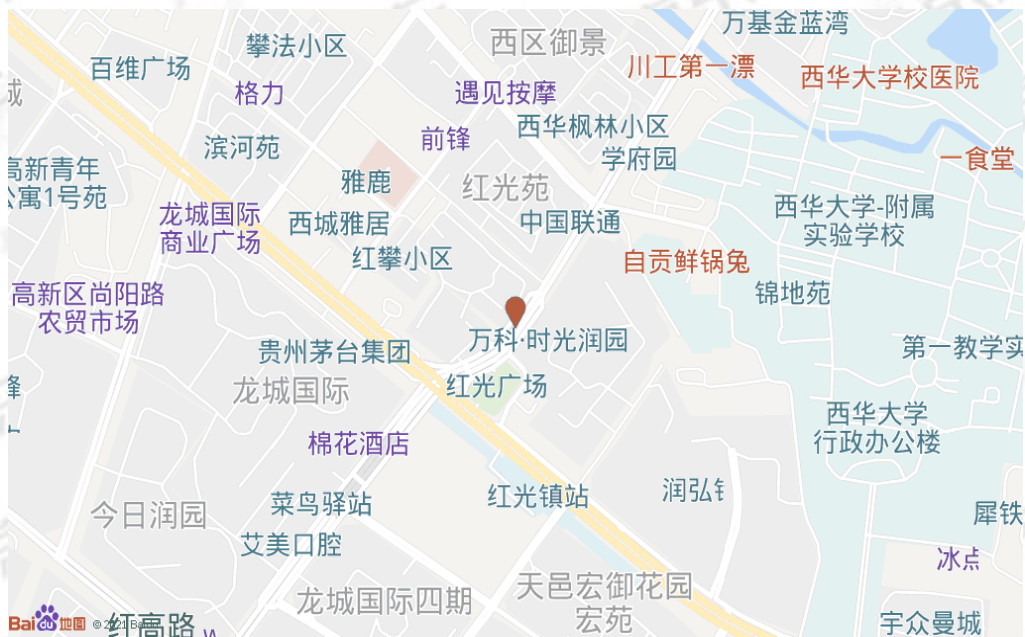 万基金蓝湾
攀法小区
西区御景
百维广场
川工第一漂
西华大学校医院
城
格力
遇见按摩
前锋
西华枫林小区
滨河苑
学府园
一食堂
高新青年
公寓1号苑
雅鹿
红光苑
龙城国际
商业广场
西城雅居
中国联通
西华大学-附属
实验学校
红攀小区
自贡鲜锅兔
高新区尚阳路
农贸市场
锦地苑
万科·时光润园
贵州茅台集团
第一教学实
龙城国际
红光广场
西华大学
行政办公楼
棉花酒店
菜鸟驿站
红光镇站
润弘钅
今日润园
犀铁
艾美口腔
冰点
龙城国际四期
天邑宏御花园
宏苑
宇众曼城
Bai du 地图
© 2021 Baidu
红高路